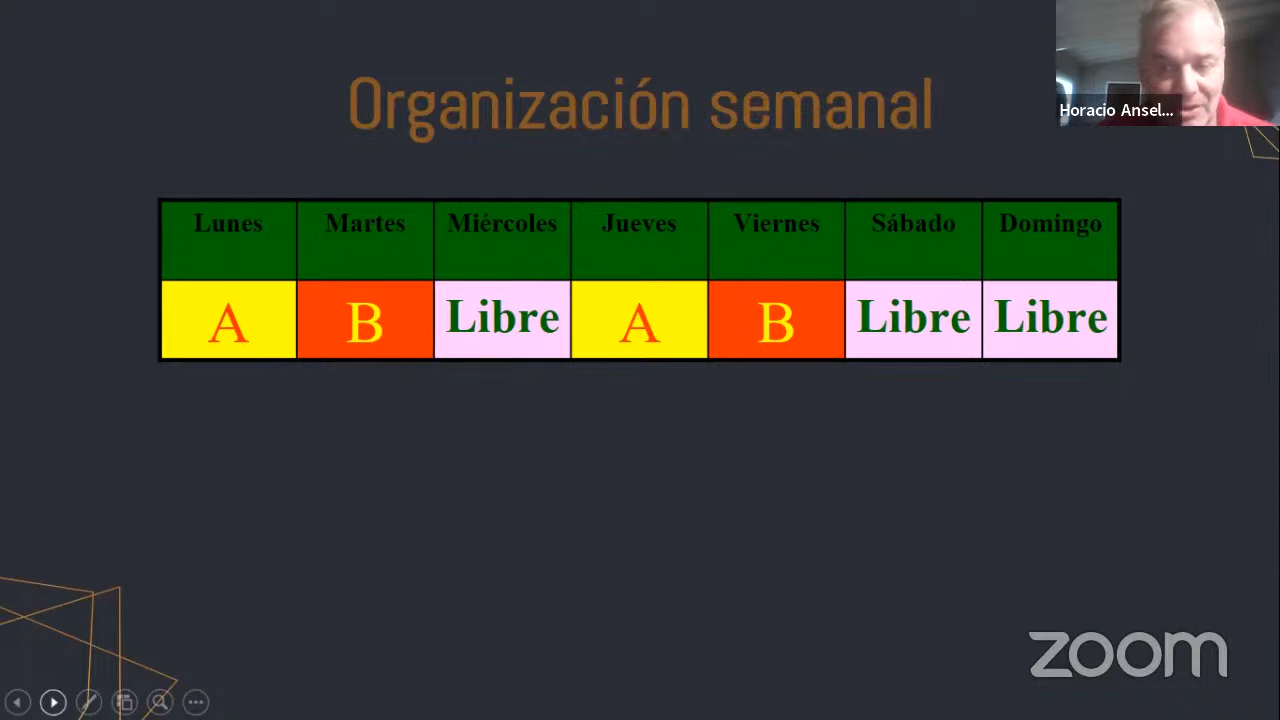 Organización semanal
Horacio Ansel...
Lunes Martes Miércoles Jueves Viernes Sábado Domingo
A B Libre A B Libre Libre
zoom